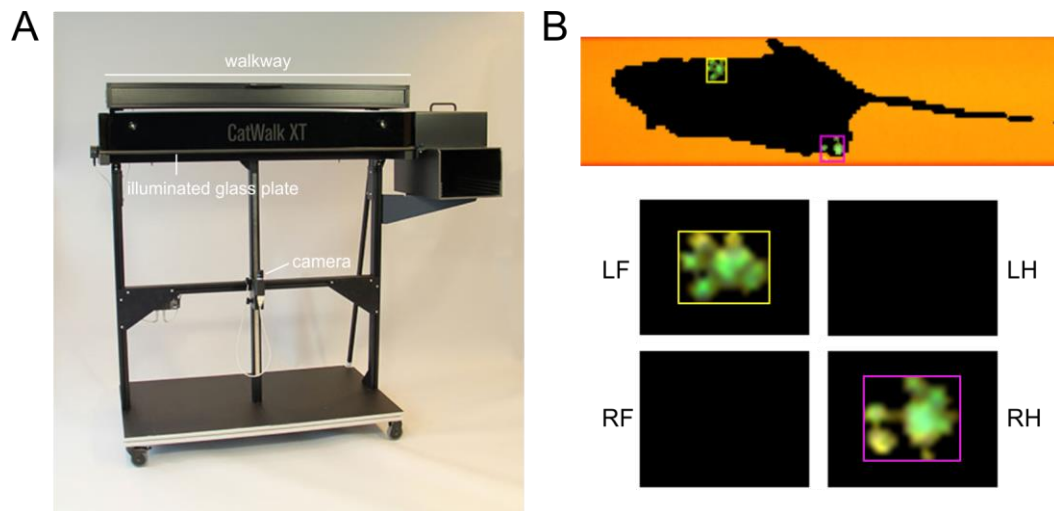 A
walkway
CatWalk XT
illuminated glass plate
camera
B
LF
LH
RF
RH